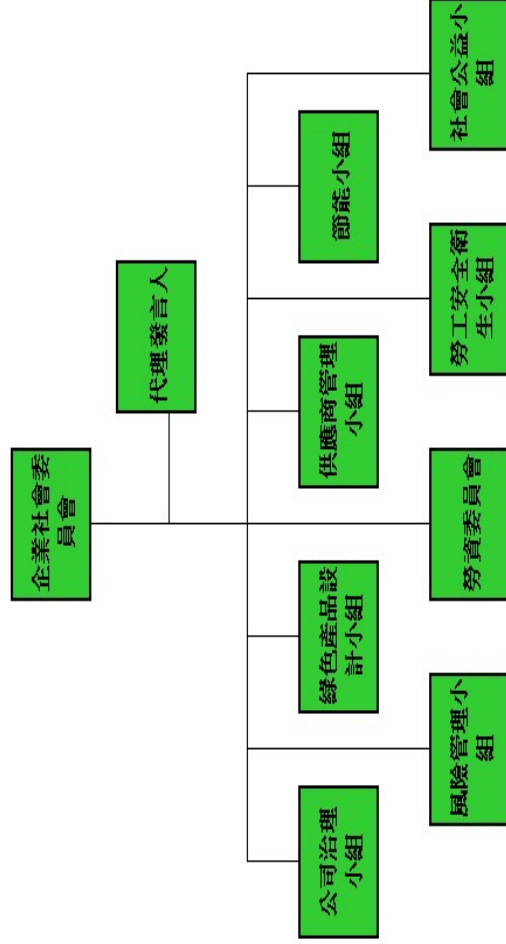 企業社會委
員會
代理發言人
公司治理
小組
風險管理小
組
綠色產品設
計小組
勞資委員會
供應商管理
小組
勞工安全衛
生小組
節能小組
社會公益小
組